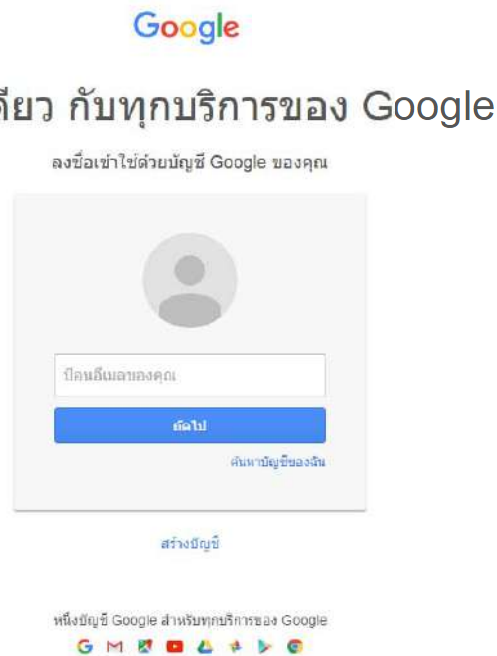 Google
ดียว กับทุกบริการของ Google
ลงชื่อเข้าใช้ด้วยบัญชี Google ของคุณ
ป้อนอีเมลของคุณ
ถัดไป
ค้นหาบัญชีของฉัน
สร้างบัญชี
หนึ่งบัญชี Google สำหรับทุกบริการของ Google